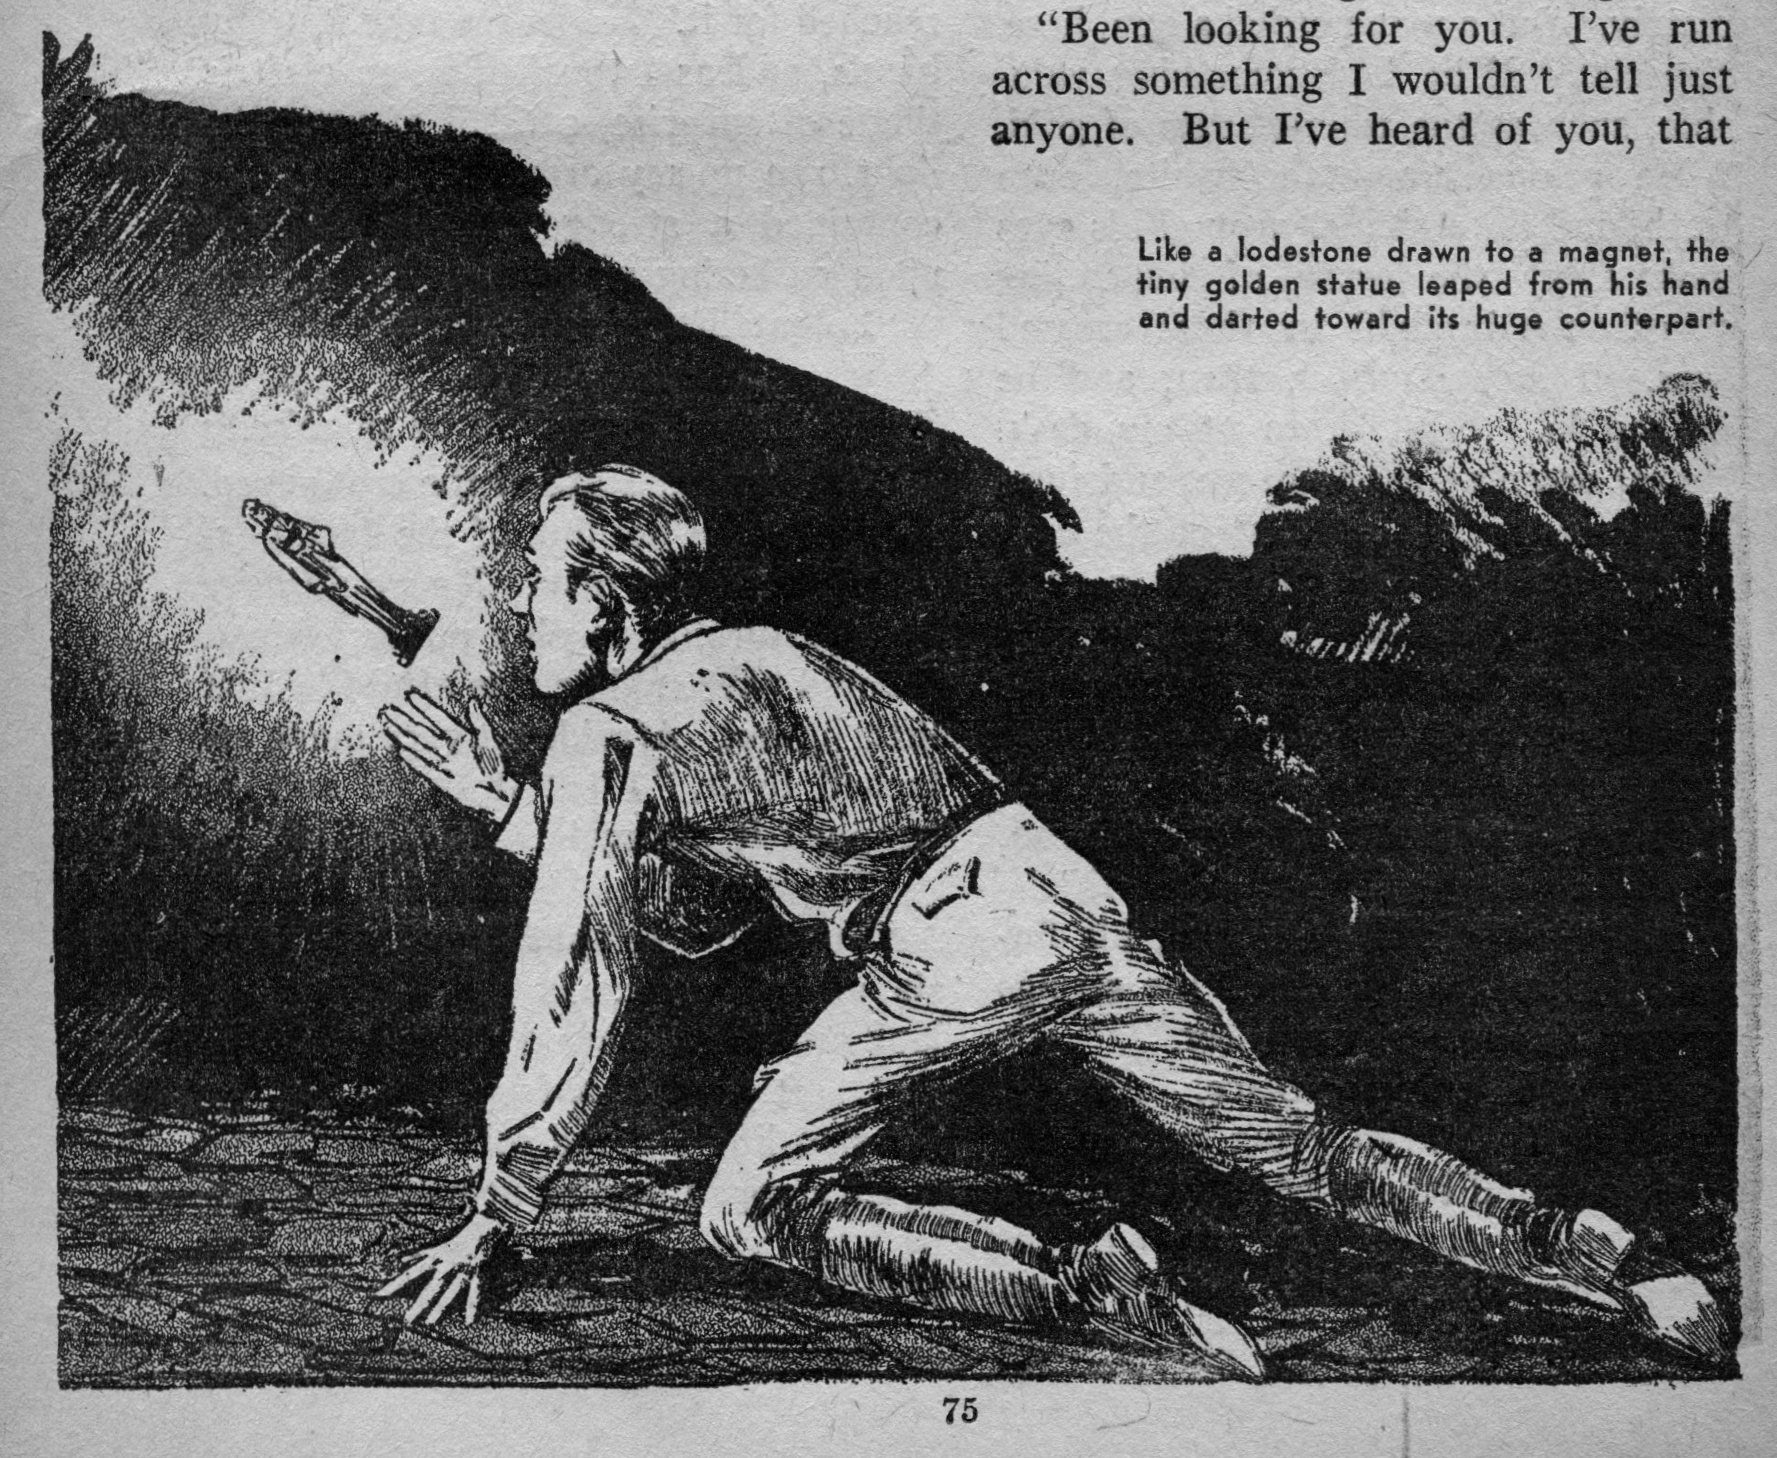 “Been looking for you. I’ve run
across something I wouldn’t tell just
anyone. But I’ve heard of you, that
Like a lodestone drawn to a magnet, the
tiny golden statue leaped from his hand
and darted toward its huge counterpart.
75